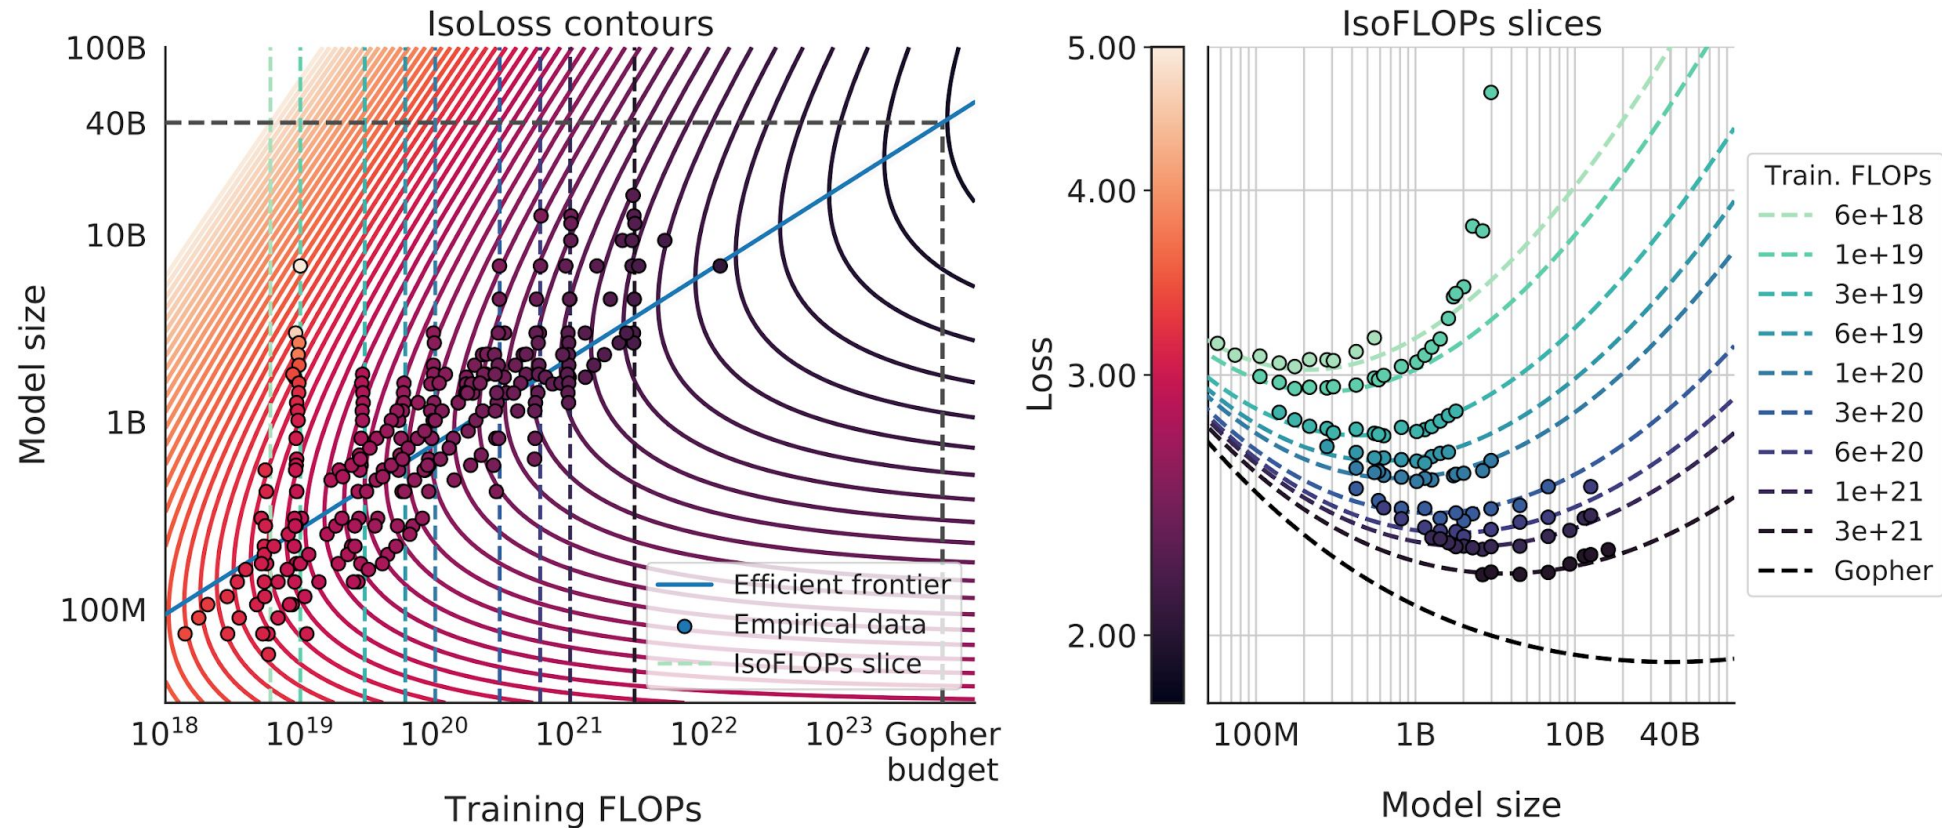 IsoLoss contours
100B
40B
10B
1B
100M
Model size
10^18
10^19
10^20
10^21
10^22
10^23
Gopher
budget
Training FLOPs
Efficient frontier
Empirical data
IsoFLOPs slice
IsoFLOPs slices
5.00
4.00
3.00
2.00
Loss
100M
1B
10B
40B
Model size
Train. FLOPs
6e+18
1e+19
3e+19
6e+19
1e+20
3e+20
6e+20
1e+21
3e+21
Gopher